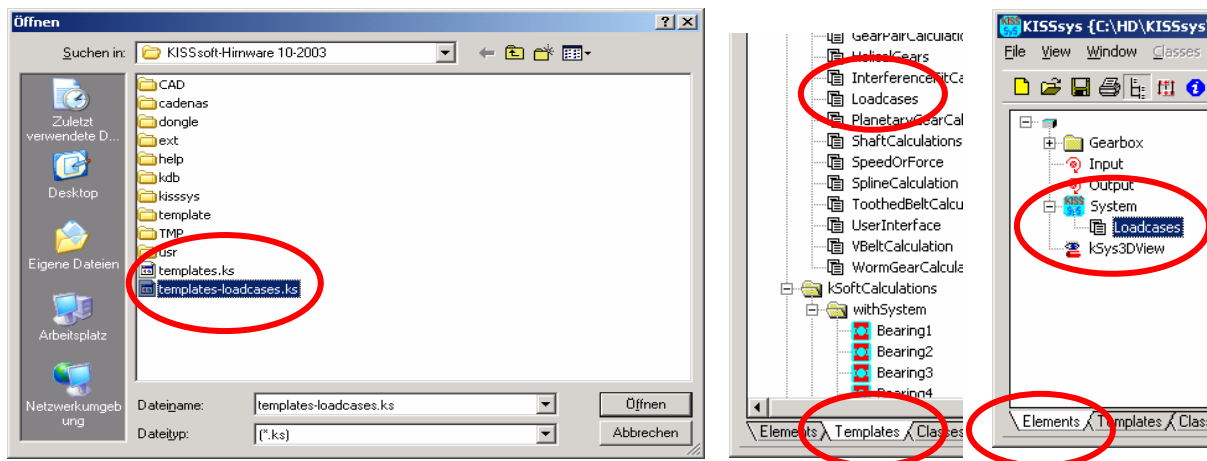 Öffnen
Suchen in:
KISSsoft-Hirnware 10-2003
Zuletzt
verwendete D...
Desktop
Eigene Dateien
Arbeitsplatz
Netzwerkumgeb
ung
CAD
cadenas
dongle
ext
help
kdb
kisssys
template
TMP
usr
templates.ks
templates-loadcases.ks
Dateiname:
templates-loadcases.ks
Öffnen
Dateityp:
(*.ks)
Abbrechen
GearPairCalculatic
HelicalGears
InterferenceFitCa
Loadcases
PlanetaryGearCal
ShaftCalculations
SpeedOrForce
SplineCalculation
ToothedBeltCalcu
UserInterface
VBeltCalculation
WormGearCalcula
kSoftCalculations
withSystem
Bearing1
Bearing2
Bearing3
Bearing4
Elements Templates Classes
KISSsys {C:\HD\KISSsys
File View Window Classes
Gearbox
Input
Output
System
Loadcases
kSys3DView
Elements Templates Clas